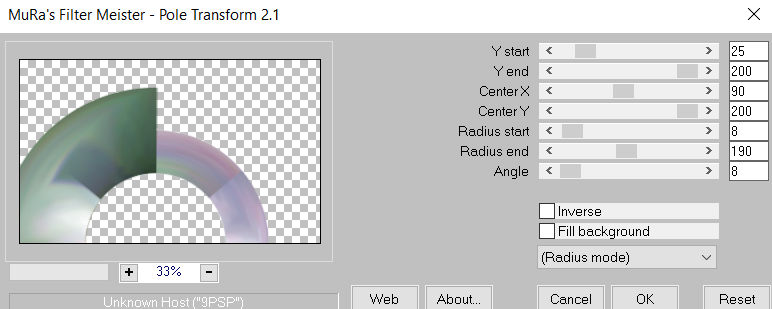 MuRa's Filter Meister - Pole Transform 2.1
Y start 25
Y end 200
Center X 90
Center Y 200
Radius start 8
Radius end 190
Angle 8
Inverse
Fill background
(Radius mode)
+ 33% -
Unknown Host ("9PSP")
Web About... Cancel OK Reset